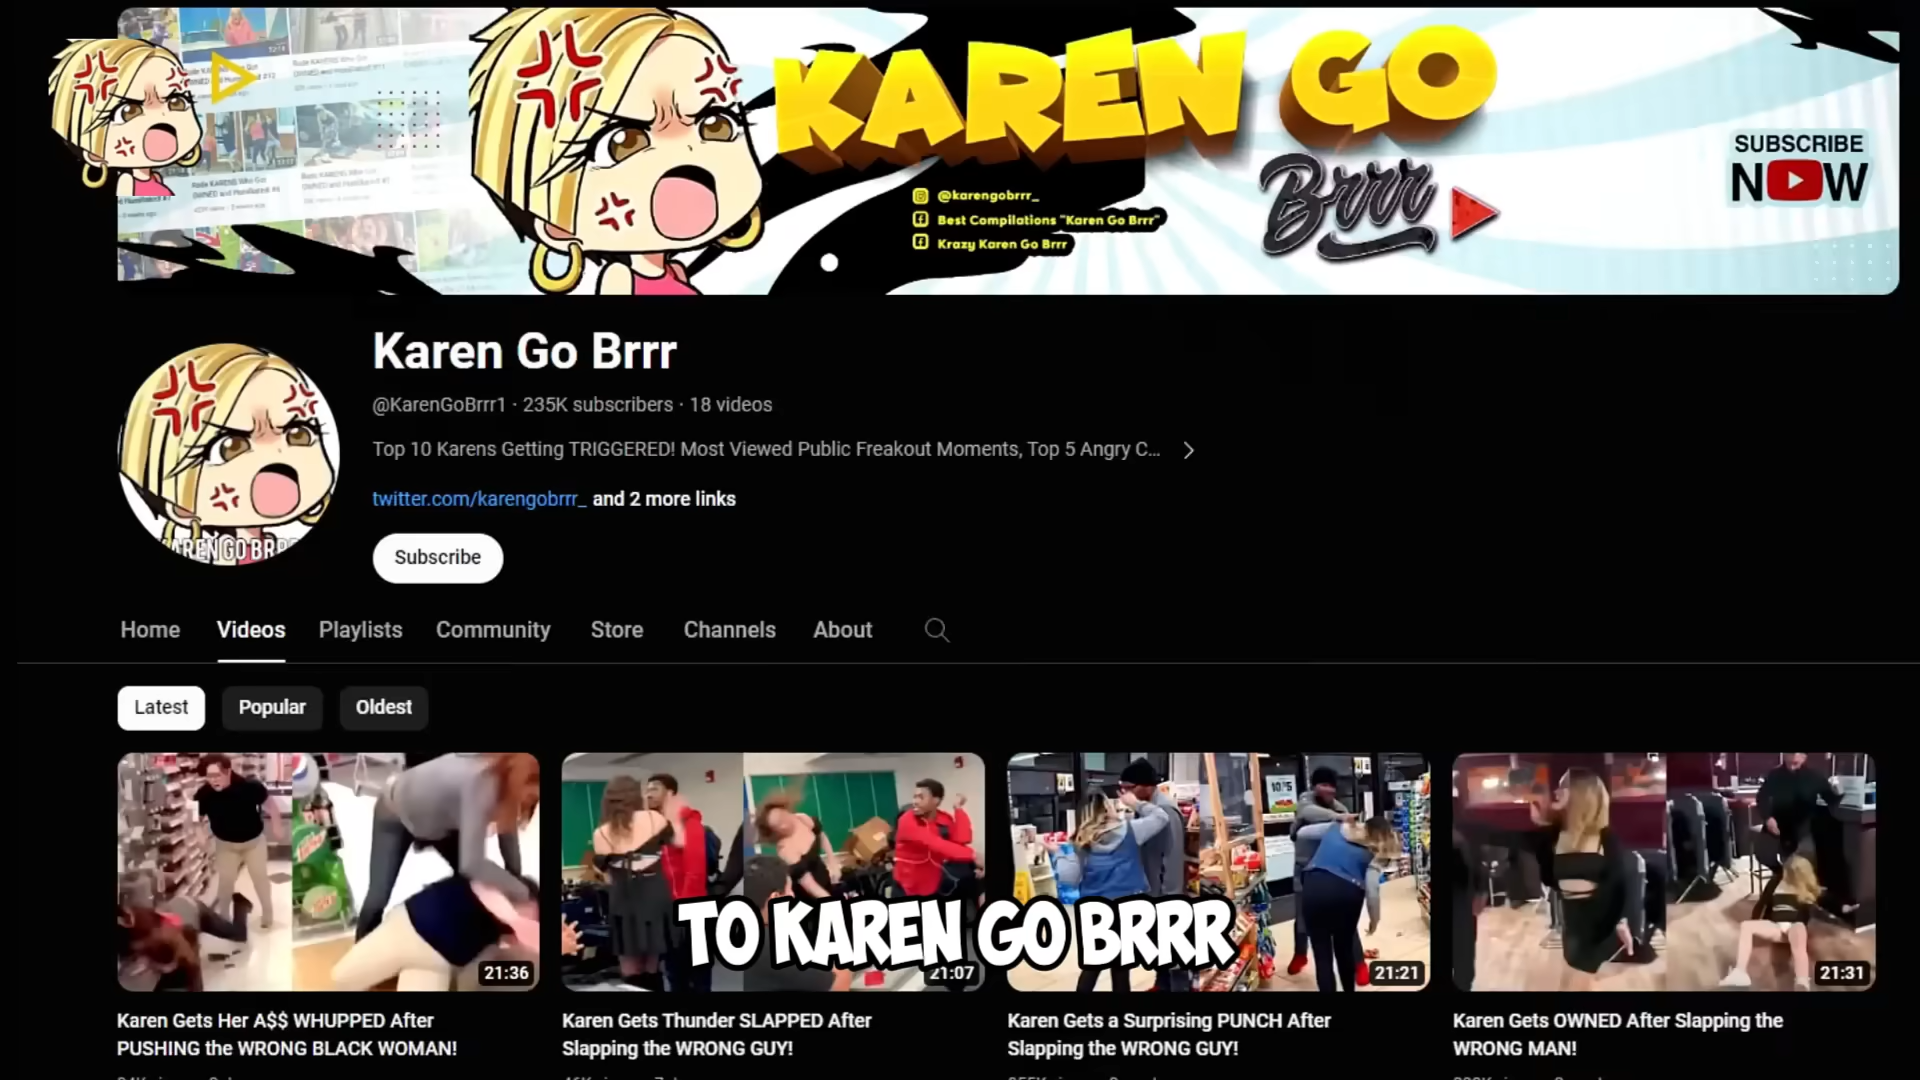 KAREN GO
Brrr
@karengobrrr_
Best Compilations "Karen Go Brrr"
Krazy Karen Go Brrr
SUBSCRIBE
NOW
Karen Go Brrr
@KarenGoBrrr1 · 235K subscribers · 18 videos
Top 10 Karens Getting TRIGGERED! Most Viewed Public Freakout Moments, Top 5 Angry C...
twitter.com/karengobrrr_ and 2 more links
Subscribe
Home Videos Playlists Community Store Channels About
Latest Popular Oldest
TO KAREN GO BRRR
21:36
21:07
21:21
21:31
Karen Gets Her A$$ WHUPPED After
PUSHING the WRONG BLACK WOMAN!
Karen Gets Thunder SLAPPED After
Slapping the WRONG GUY!
Karen Gets a Surprising PUNCH After
Slapping the WRONG GUY!
Karen Gets OWNED After Slapping the
WRONG MAN!